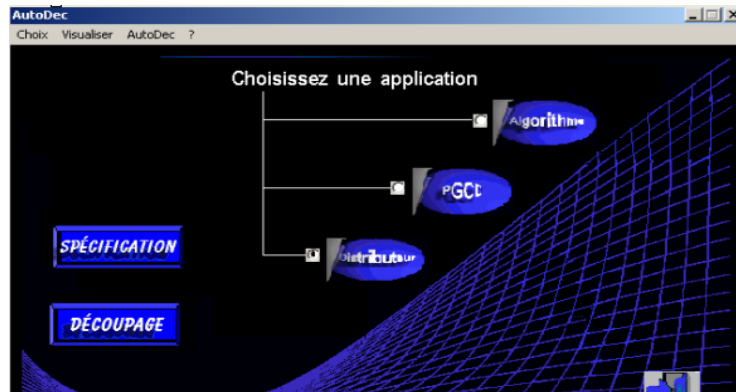 AutoDec
Choix Visualiser AutoDec ?
Choisissez une application
Algorithme
PGCD
Distributeur
SPÉCIFICATION
DÉCOUPAGE